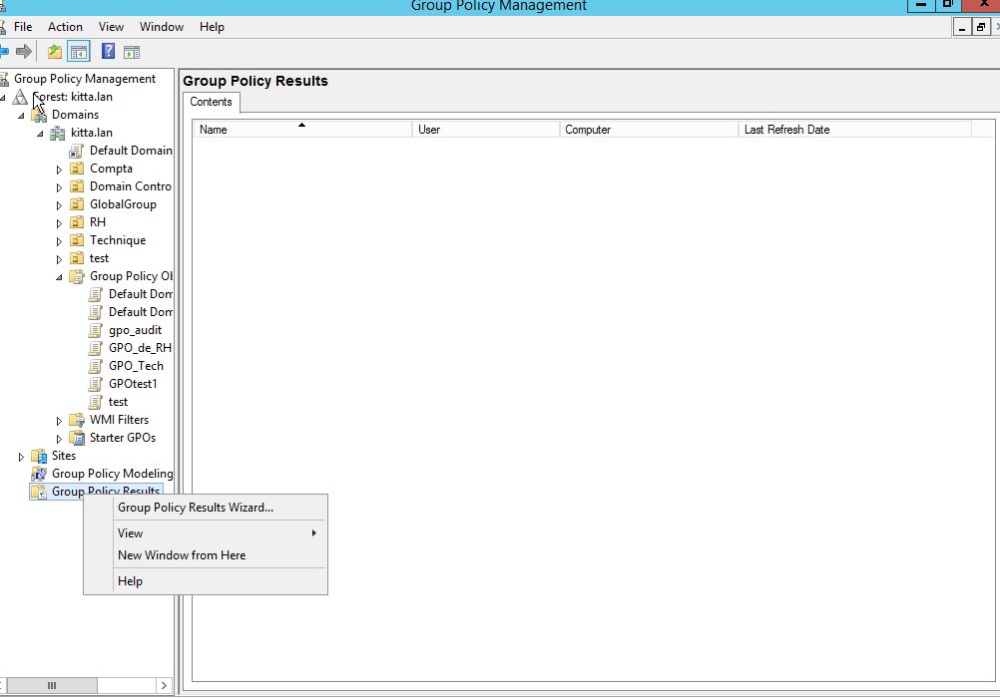 Group Policy Management
File Action View Window Help
Group Policy Management
Forest: kitta.lan
Domains
kitta.lan
Default Domain
Compta
Domain Contro
GlobalGroup
RH
Technique
test
Group Policy Ob
Default Dom
Default Dom
gpo_audit
GPO_de_RH
GPO_Tech
GPOtest1
test
WMI Filters
Starter GPOs
Sites
Group Policy Modeling
Group Policy Results
Group Policy Results Wizard...
View
New Window from Here
Help
Group Policy Results
Contents
Name User Computer Last Refresh Date